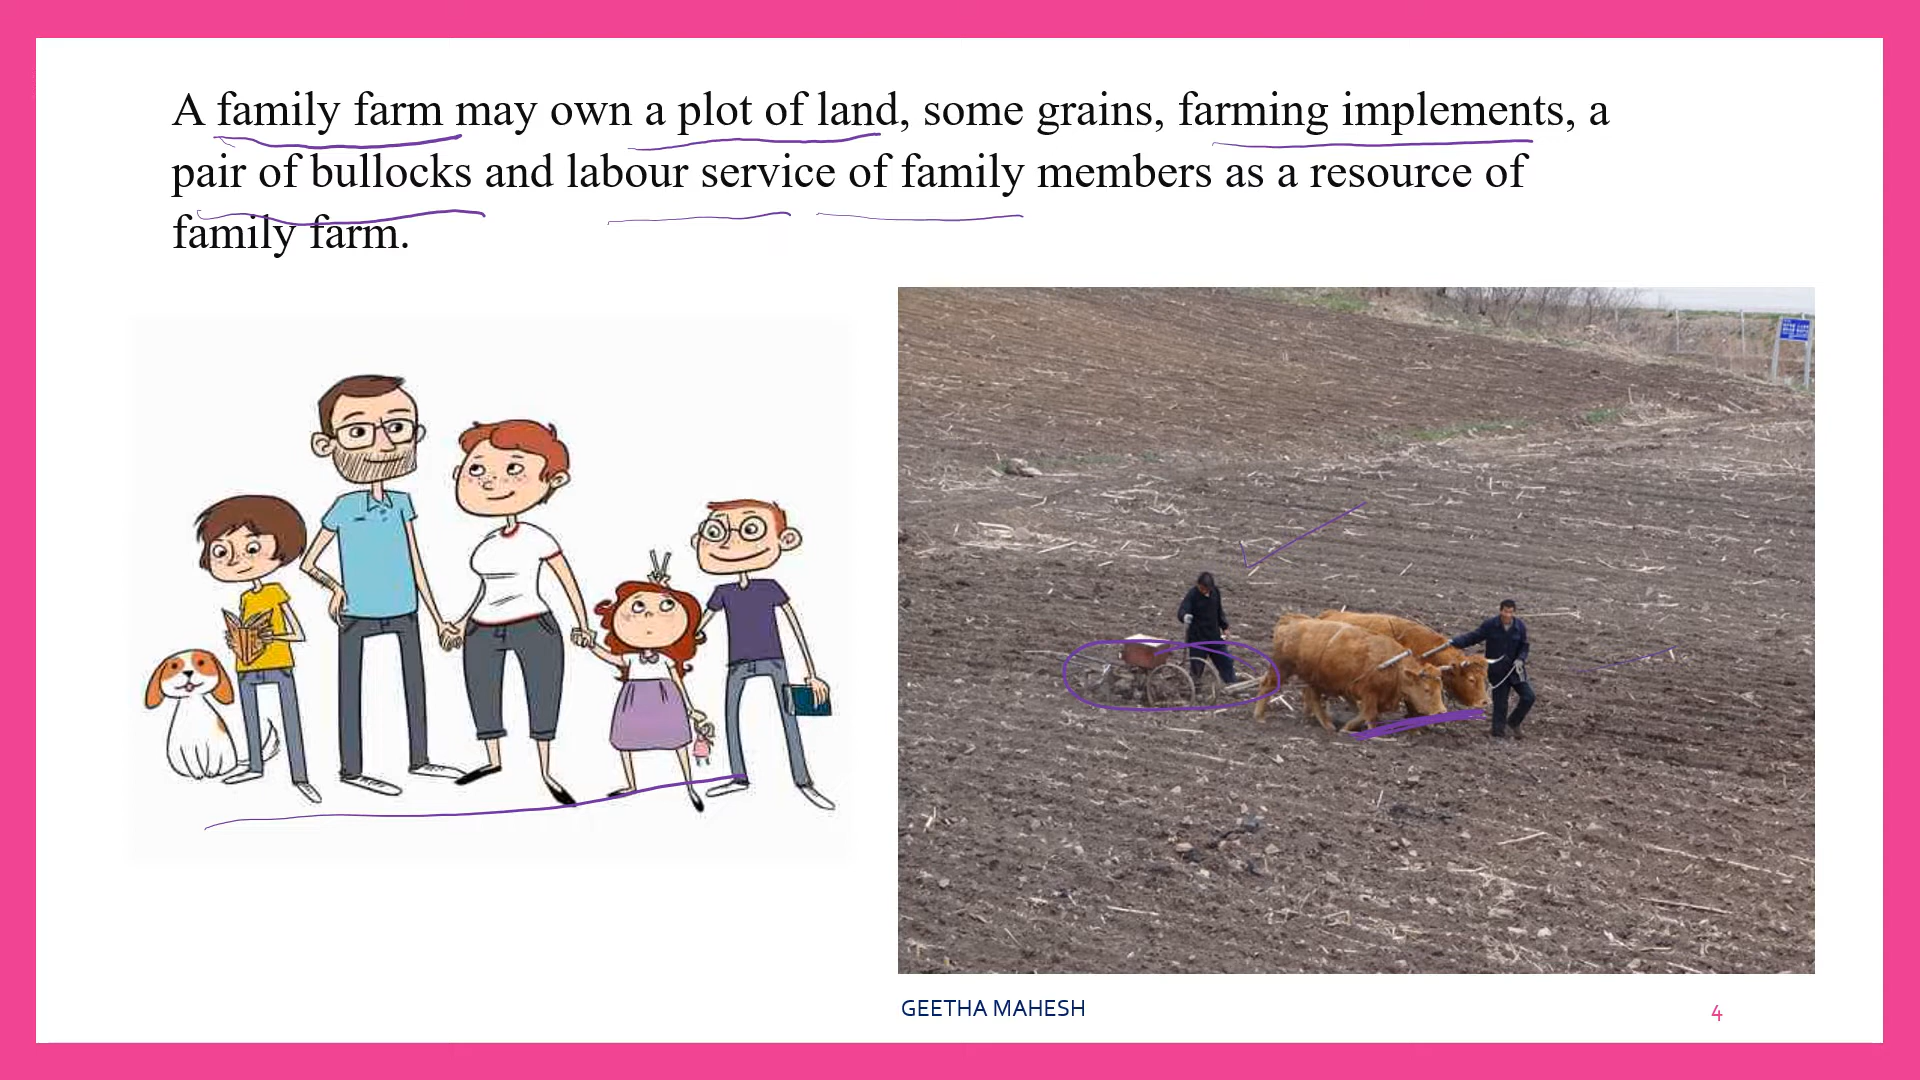 A family farm may own a plot of land, some grains, farming implements, a
pair of bullocks and labour service of family members as a resource of
family farm.
GEETHA MAHESH
4